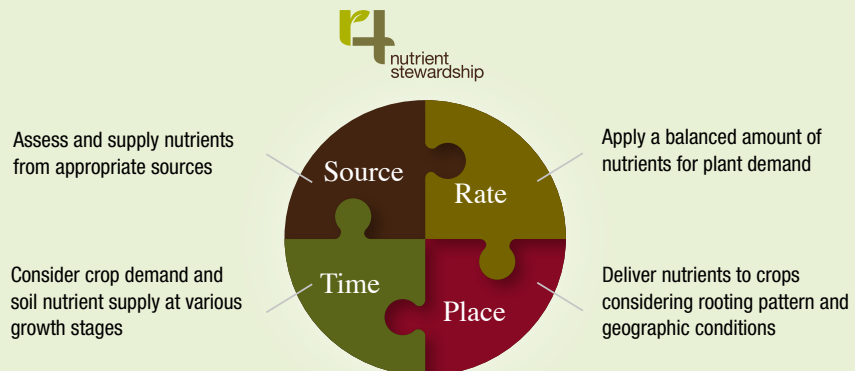 r4
nutrient
stewardship
Assess and supply nutrients
from appropriate sources
Source
Rate
Apply a balanced amount of
nutrients for plant demand
Consider crop demand and
soil nutrient supply at various
growth stages
Time
Place
Deliver nutrients to crops
considering rooting pattern and
geographic conditions